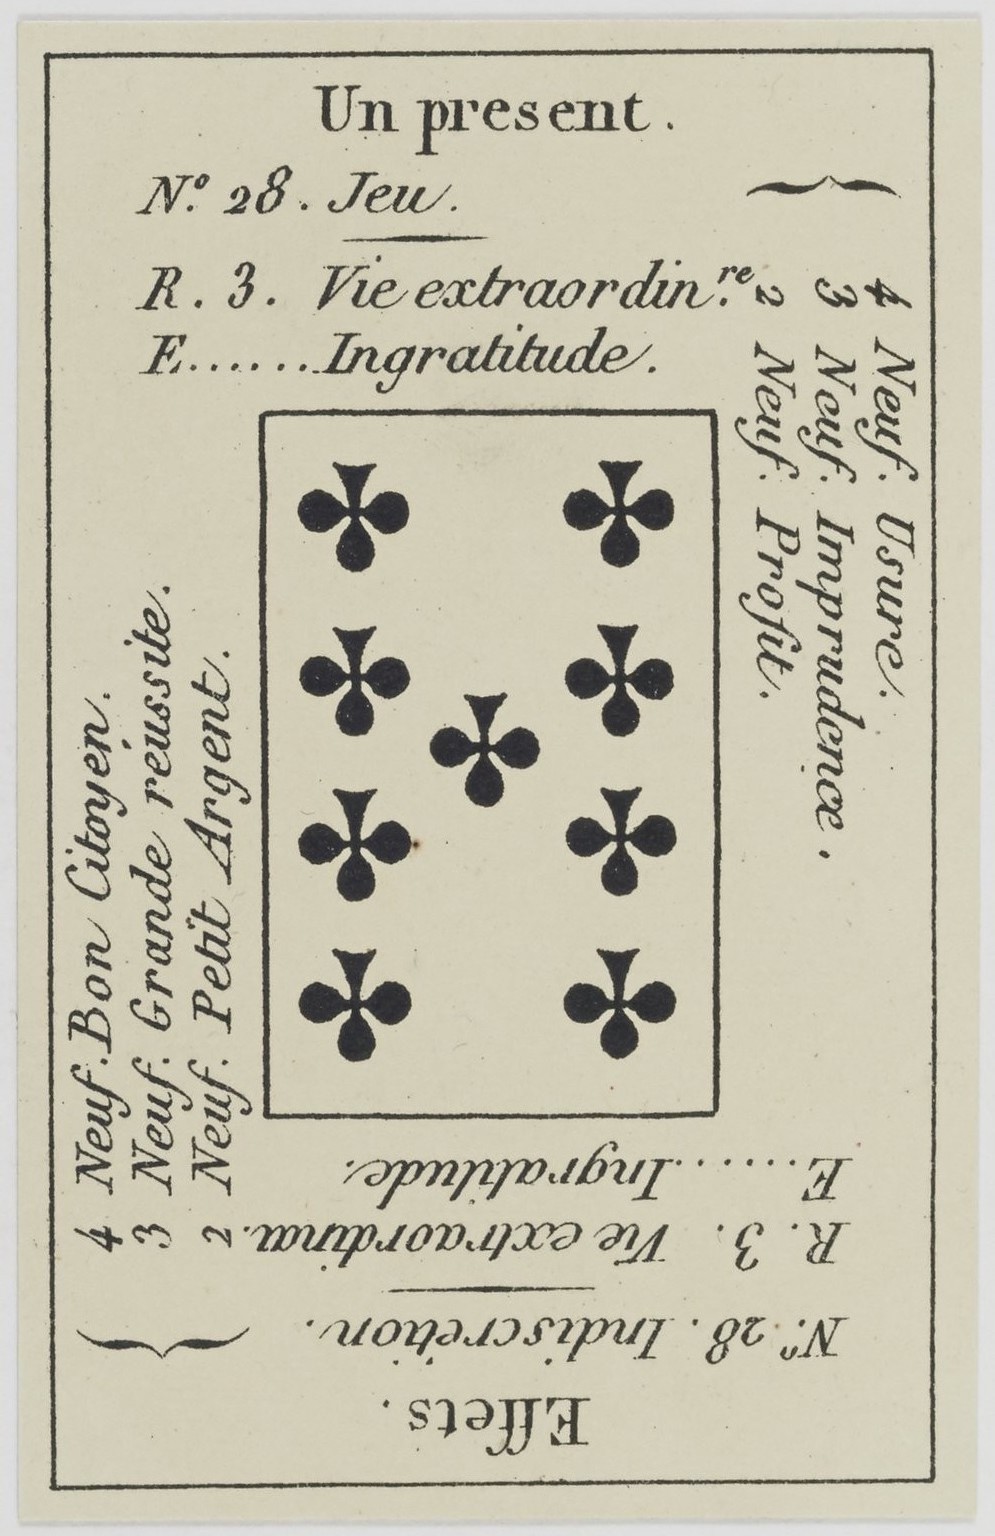 Un present.
N.º 28. Jeu.
R. 3. Vie extraordin.re
E.......Ingratitude.
4 Neuf. Usure.
3 Neuf. Imprudence.
2 Neuf. Profit.
4 Neuf. Bon Citoyen.
3 Neuf. Grande réussite.
2 Neuf. Petit Argent.
Effets.
N.º 28. Indiscrétion.
R. 3. Vie extraordina.
E.......Ingratitude.